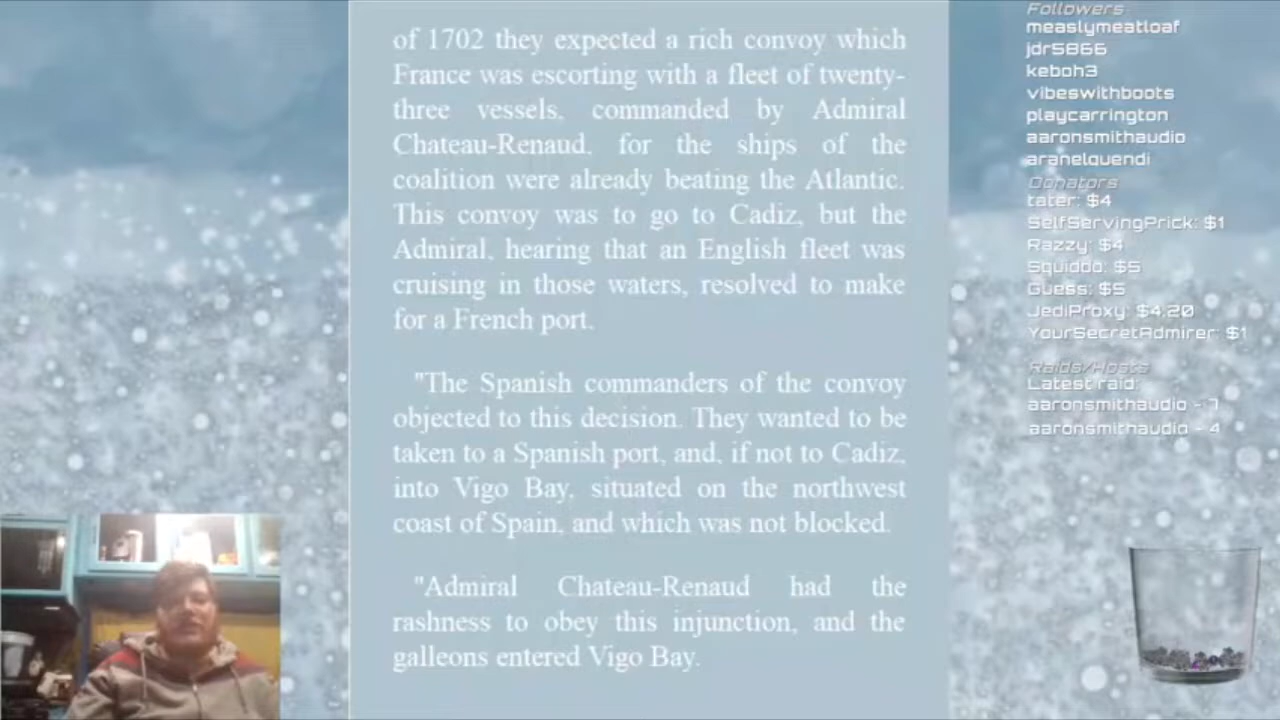 of 1702 they expected a rich convoy which
France was escorting with a fleet of twenty-
three vessels, commanded by Admiral
Chateau-Renaud, for the ships of the
coalition were already beating the Atlantic.
This convoy was to go to Cadiz, but the
Admiral, hearing that an English fleet was
cruising in those waters, resolved to make
for a French port.
"The Spanish commanders of the convoy
objected to this decision. They wanted to be
taken to a Spanish port, and, if not to Cadiz,
into Vigo Bay, situated on the northwest
coast of Spain, and which was not blocked.
"Admiral Chateau-Renaud had the
rashness to obey this injunction, and the
galleons entered Vigo Bay.
Followers
measlymeatloaf
jdr5866
keboh3
vibeswithboots
playcarrington
aaronsmithaudio
aranelquendi
Donators
tater: $4
SelfServingPrick: $1
Razzy: $4
Squidoo: $5
Guess: $5
JediProxy: $4.20
YourSecretAdmirer: $1
Raids/Hosts
Latest raid:
aaronsmithaudio - 7
aaronsmithaudio - 4